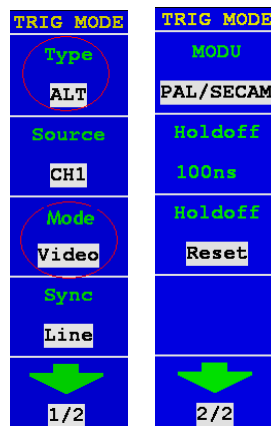 TRIG MODE
Type
ALT
Source
CH1
Mode
Video
Sync
Line
1/2
TRIG MODE
MODU
PAL/SECAM
Holdoff
100ns
Holdoff
Reset
2/2